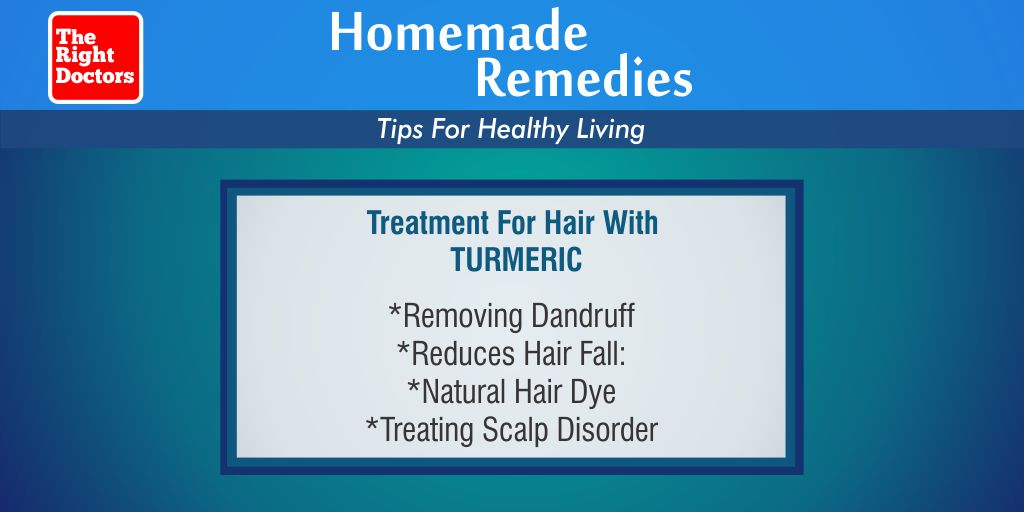 The
Right
Doctors
Homemade
Remedies
Tips For Healthy Living
Treatment For Hair With
TURMERIC
*Removing Dandruff
*Reduces Hair Fall:
*Natural Hair Dye
*Treating Scalp Disorder